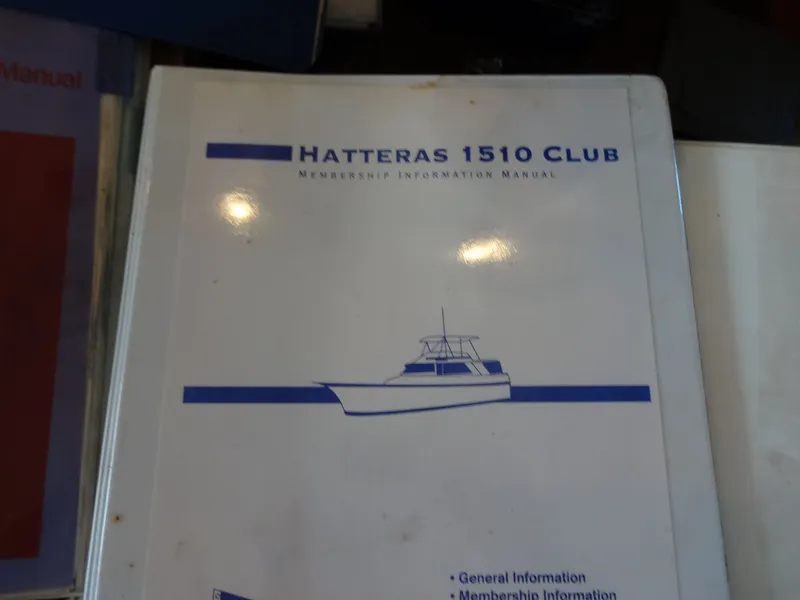 Manual
HATTERAS 1510 CLUB
MEMBERSHIP INFORMATION MANUAL
• General Information
• Membership Information